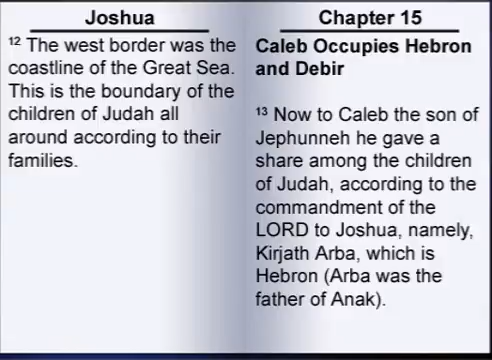 Joshua
¹² The west border was the
coastline of the Great Sea.
This is the boundary of the
children of Judah all
around according to their
families.
Chapter 15
Caleb Occupies Hebron
and Debir
¹³ Now to Caleb the son of
Jephunneh he gave a
share among the children
of Judah, according to the
commandment of the
LORD to Joshua, namely,
Kirjath Arba, which is
Hebron (Arba was the
father of Anak).